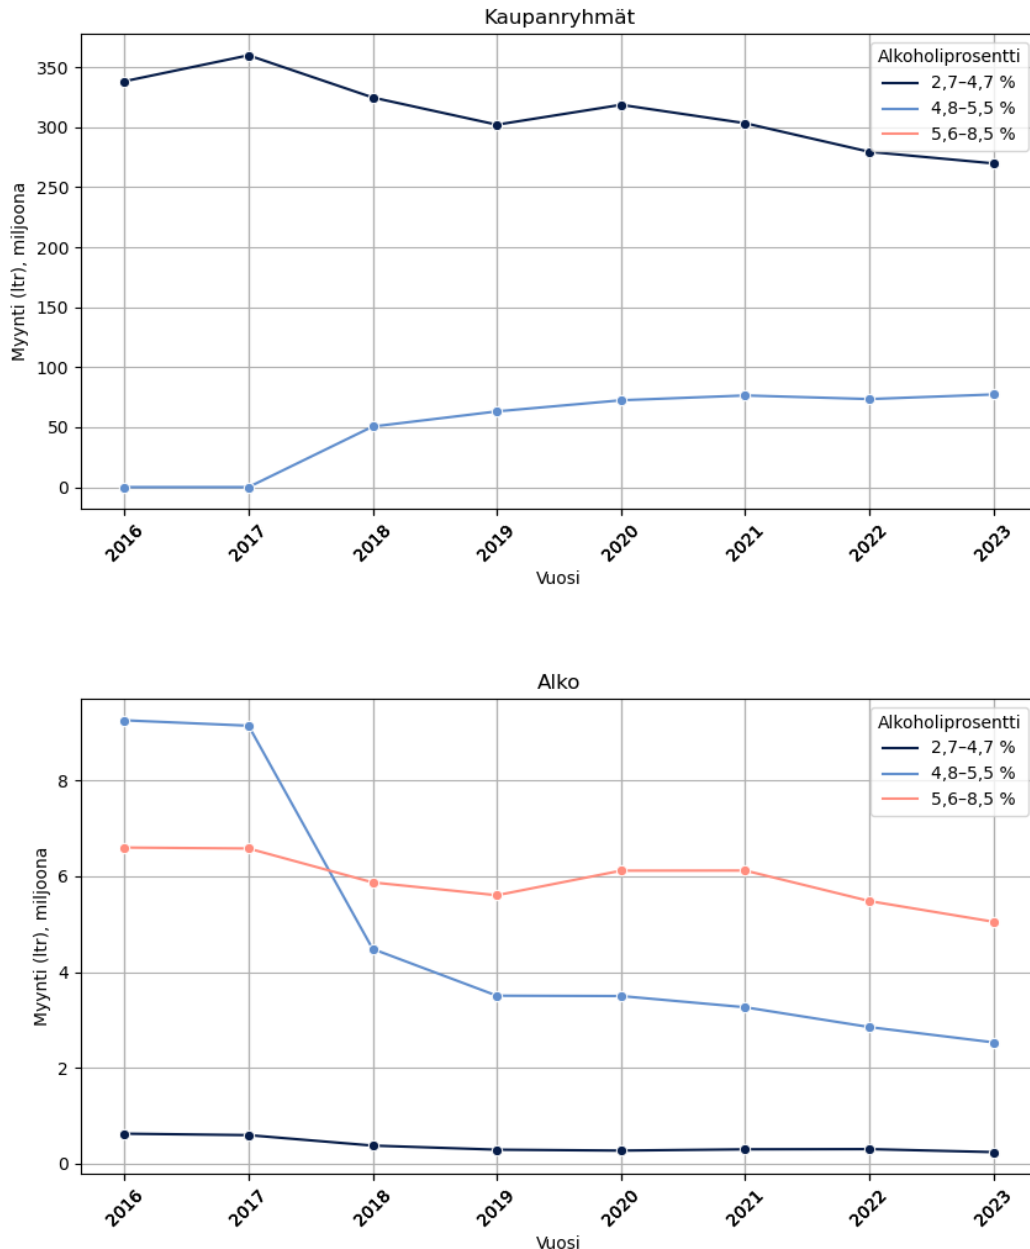 Kaupanryhmät
Myynti (ltr), miljoona
350
300
250
200
150
100
50
0
Alkoholiprosentti
2,7–4,7 %
4,8–5,5 %
5,6–8,5 %
2016 2017 2018 2019 2020 2021 2022 2023
Vuosi
Alko
Myynti (ltr), miljoona
8
6
4
2
0
Alkoholiprosentti
2,7–4,7 %
4,8–5,5 %
5,6–8,5 %
2016 2017 2018 2019 2020 2021 2022 2023
Vuosi